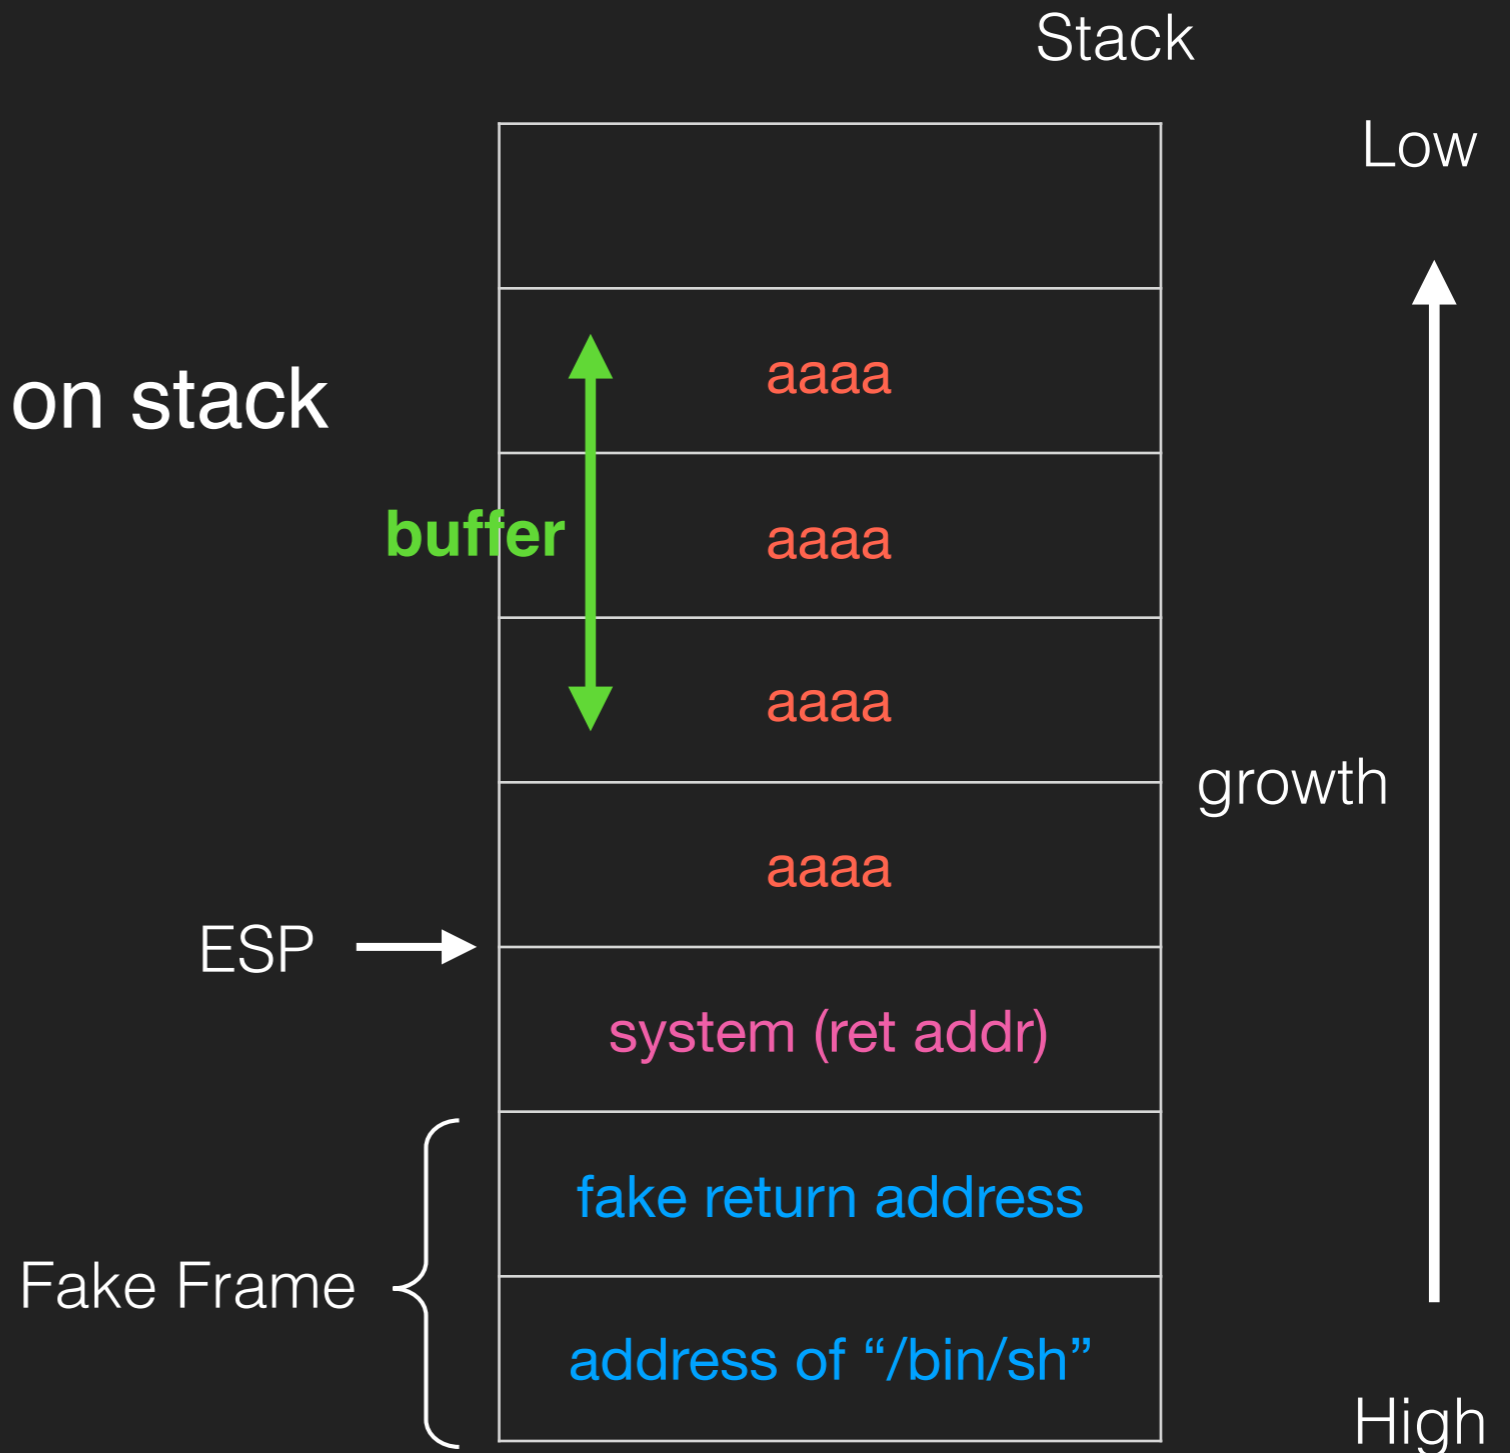 Stack
Low
aaaa
on stack
buffer
aaaa
aaaa
growth
aaaa
ESP
system (ret addr)
fake return address
Fake Frame
address of “/bin/sh”
High